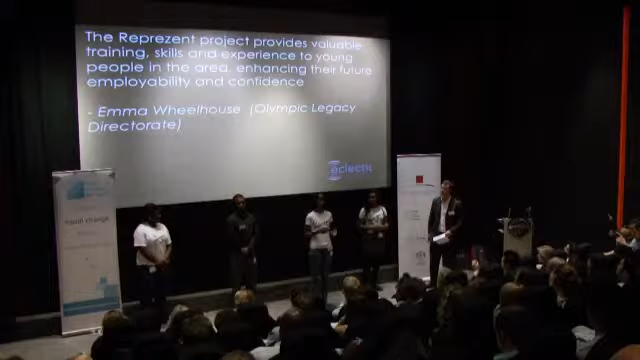 The Reprezent project provides valuable
training, skills and experience to young
people in the area, enhancing their future
employability and confidence
- Emma Wheelhouse (Olympic Legacy
Directorate)
eclectic